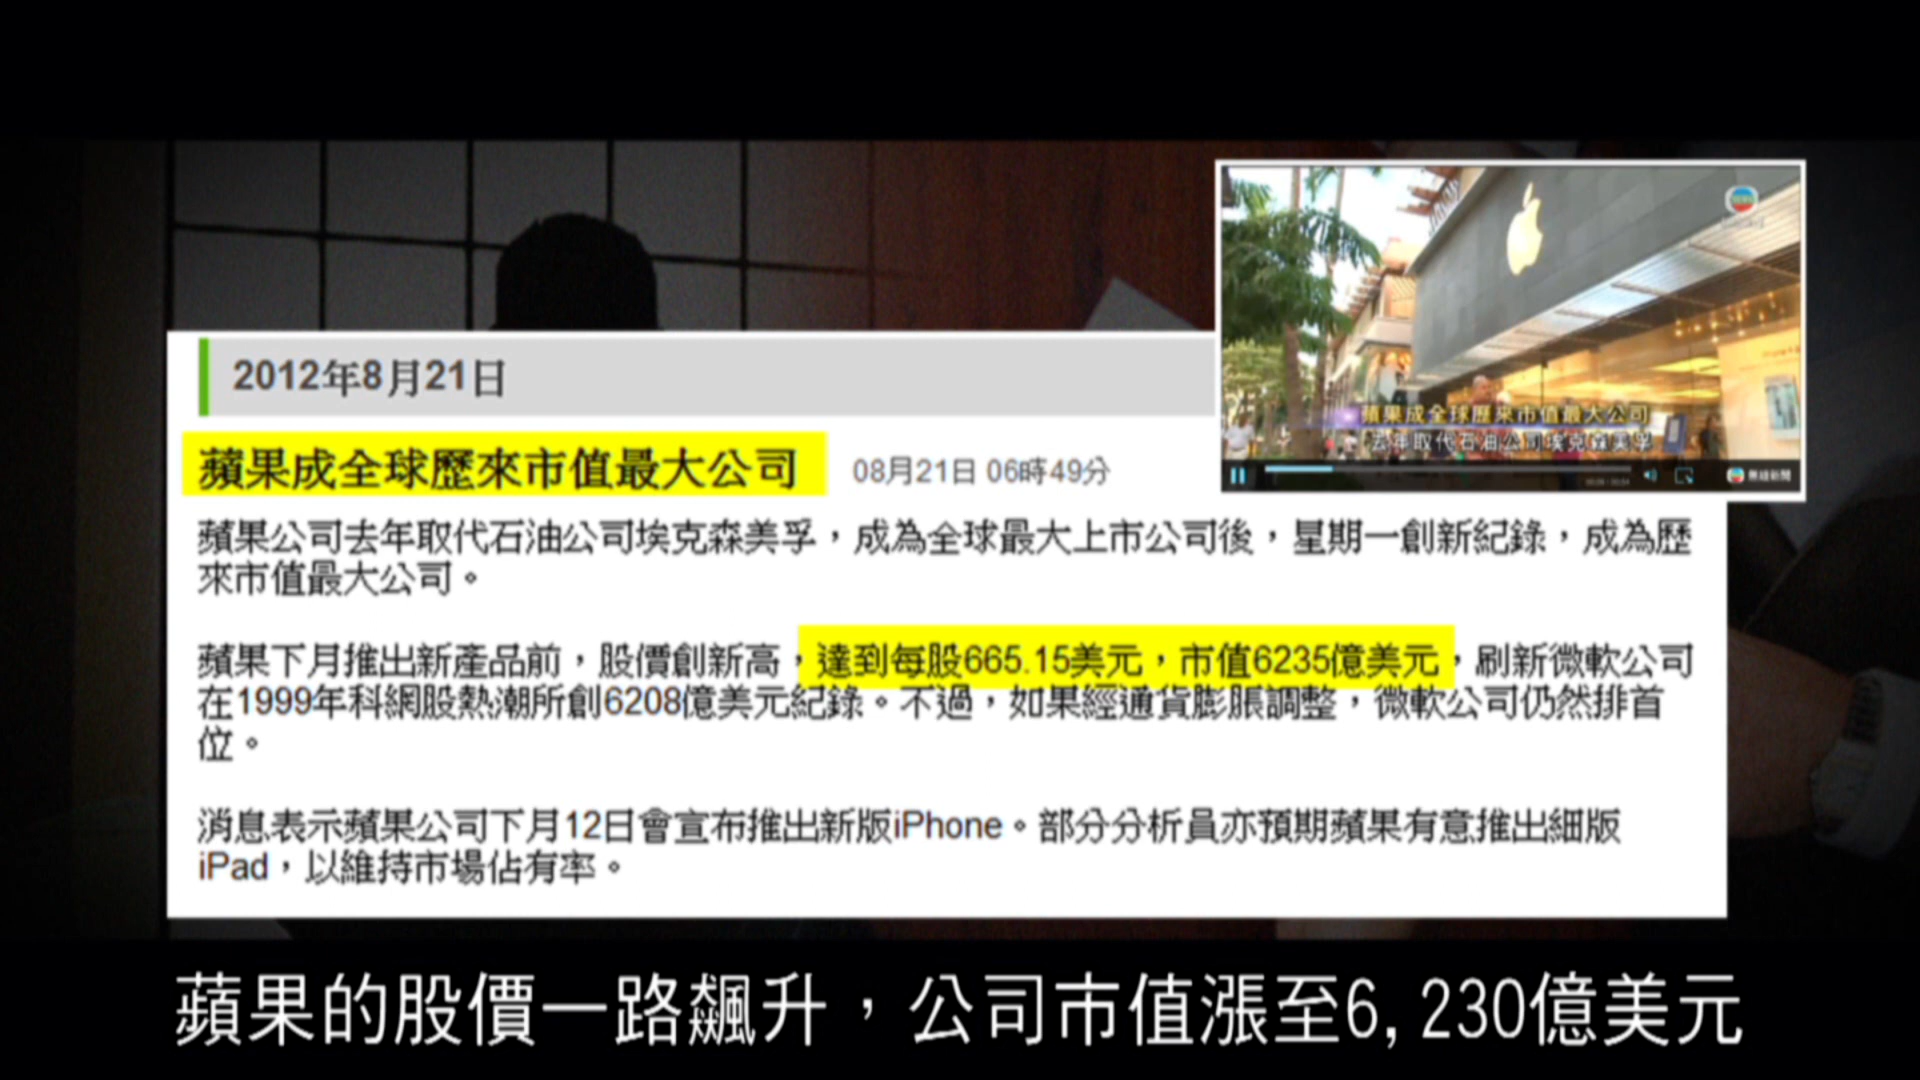 2012年8月21日
蘋果成全球歷來市值最大公司
08月21日 06時49分
蘋果成全球歷來市值最大公司
去年取代石油公司埃克森美孚
無綫新聞
蘋果公司去年取代石油公司埃克森美孚，成為全球最大上市公司後，星期一創新紀錄，成為歷
來市值最大公司。
蘋果下月推出新產品前，股價創新高，達到每股665.15美元，市值6235億美元，刷新微軟公司
在1999年科網股熱潮所創6208億美元紀錄。不過，如果經通貨膨脹調整，微軟公司仍然排首
位。
消息表示蘋果公司下月12日會宣布推出新版iPhone。部分分析員亦預期蘋果有意推出細版
iPad，以維持市場佔有率。
蘋果的股價一路飆升，公司市值漲至6,230億美元